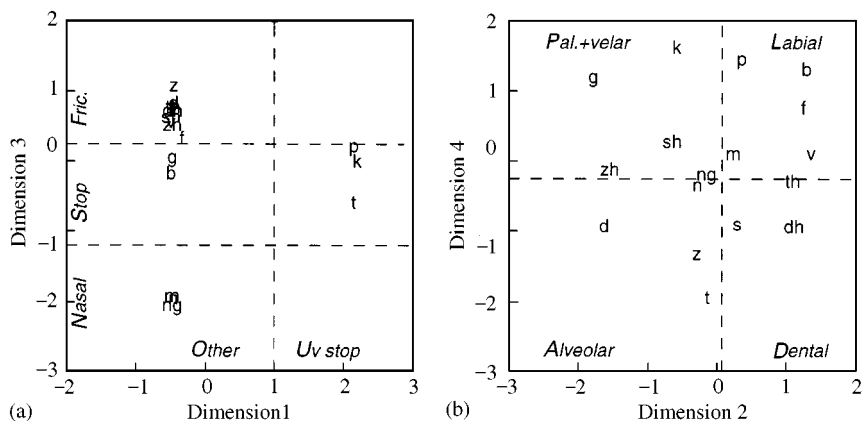 3
2
1
0
−1
−2
−3
Dimension 3
Fric.
Stop
Nasal
z
zh
f
g
b
p
k
t
m
ng
Other
Uv stop
−2
−1
0
1
2
3
(a)
Dimension1
3
2
1
0
−1
−2
−3
Dimension 4
Pal.+velar
Labial
k
p
b
g
f
sh
m
v
zh
ng
n
th
d
s
dh
z
t
Alveolar
Dental
−3
−2
−1
0
1
2
(b)
Dimension 2